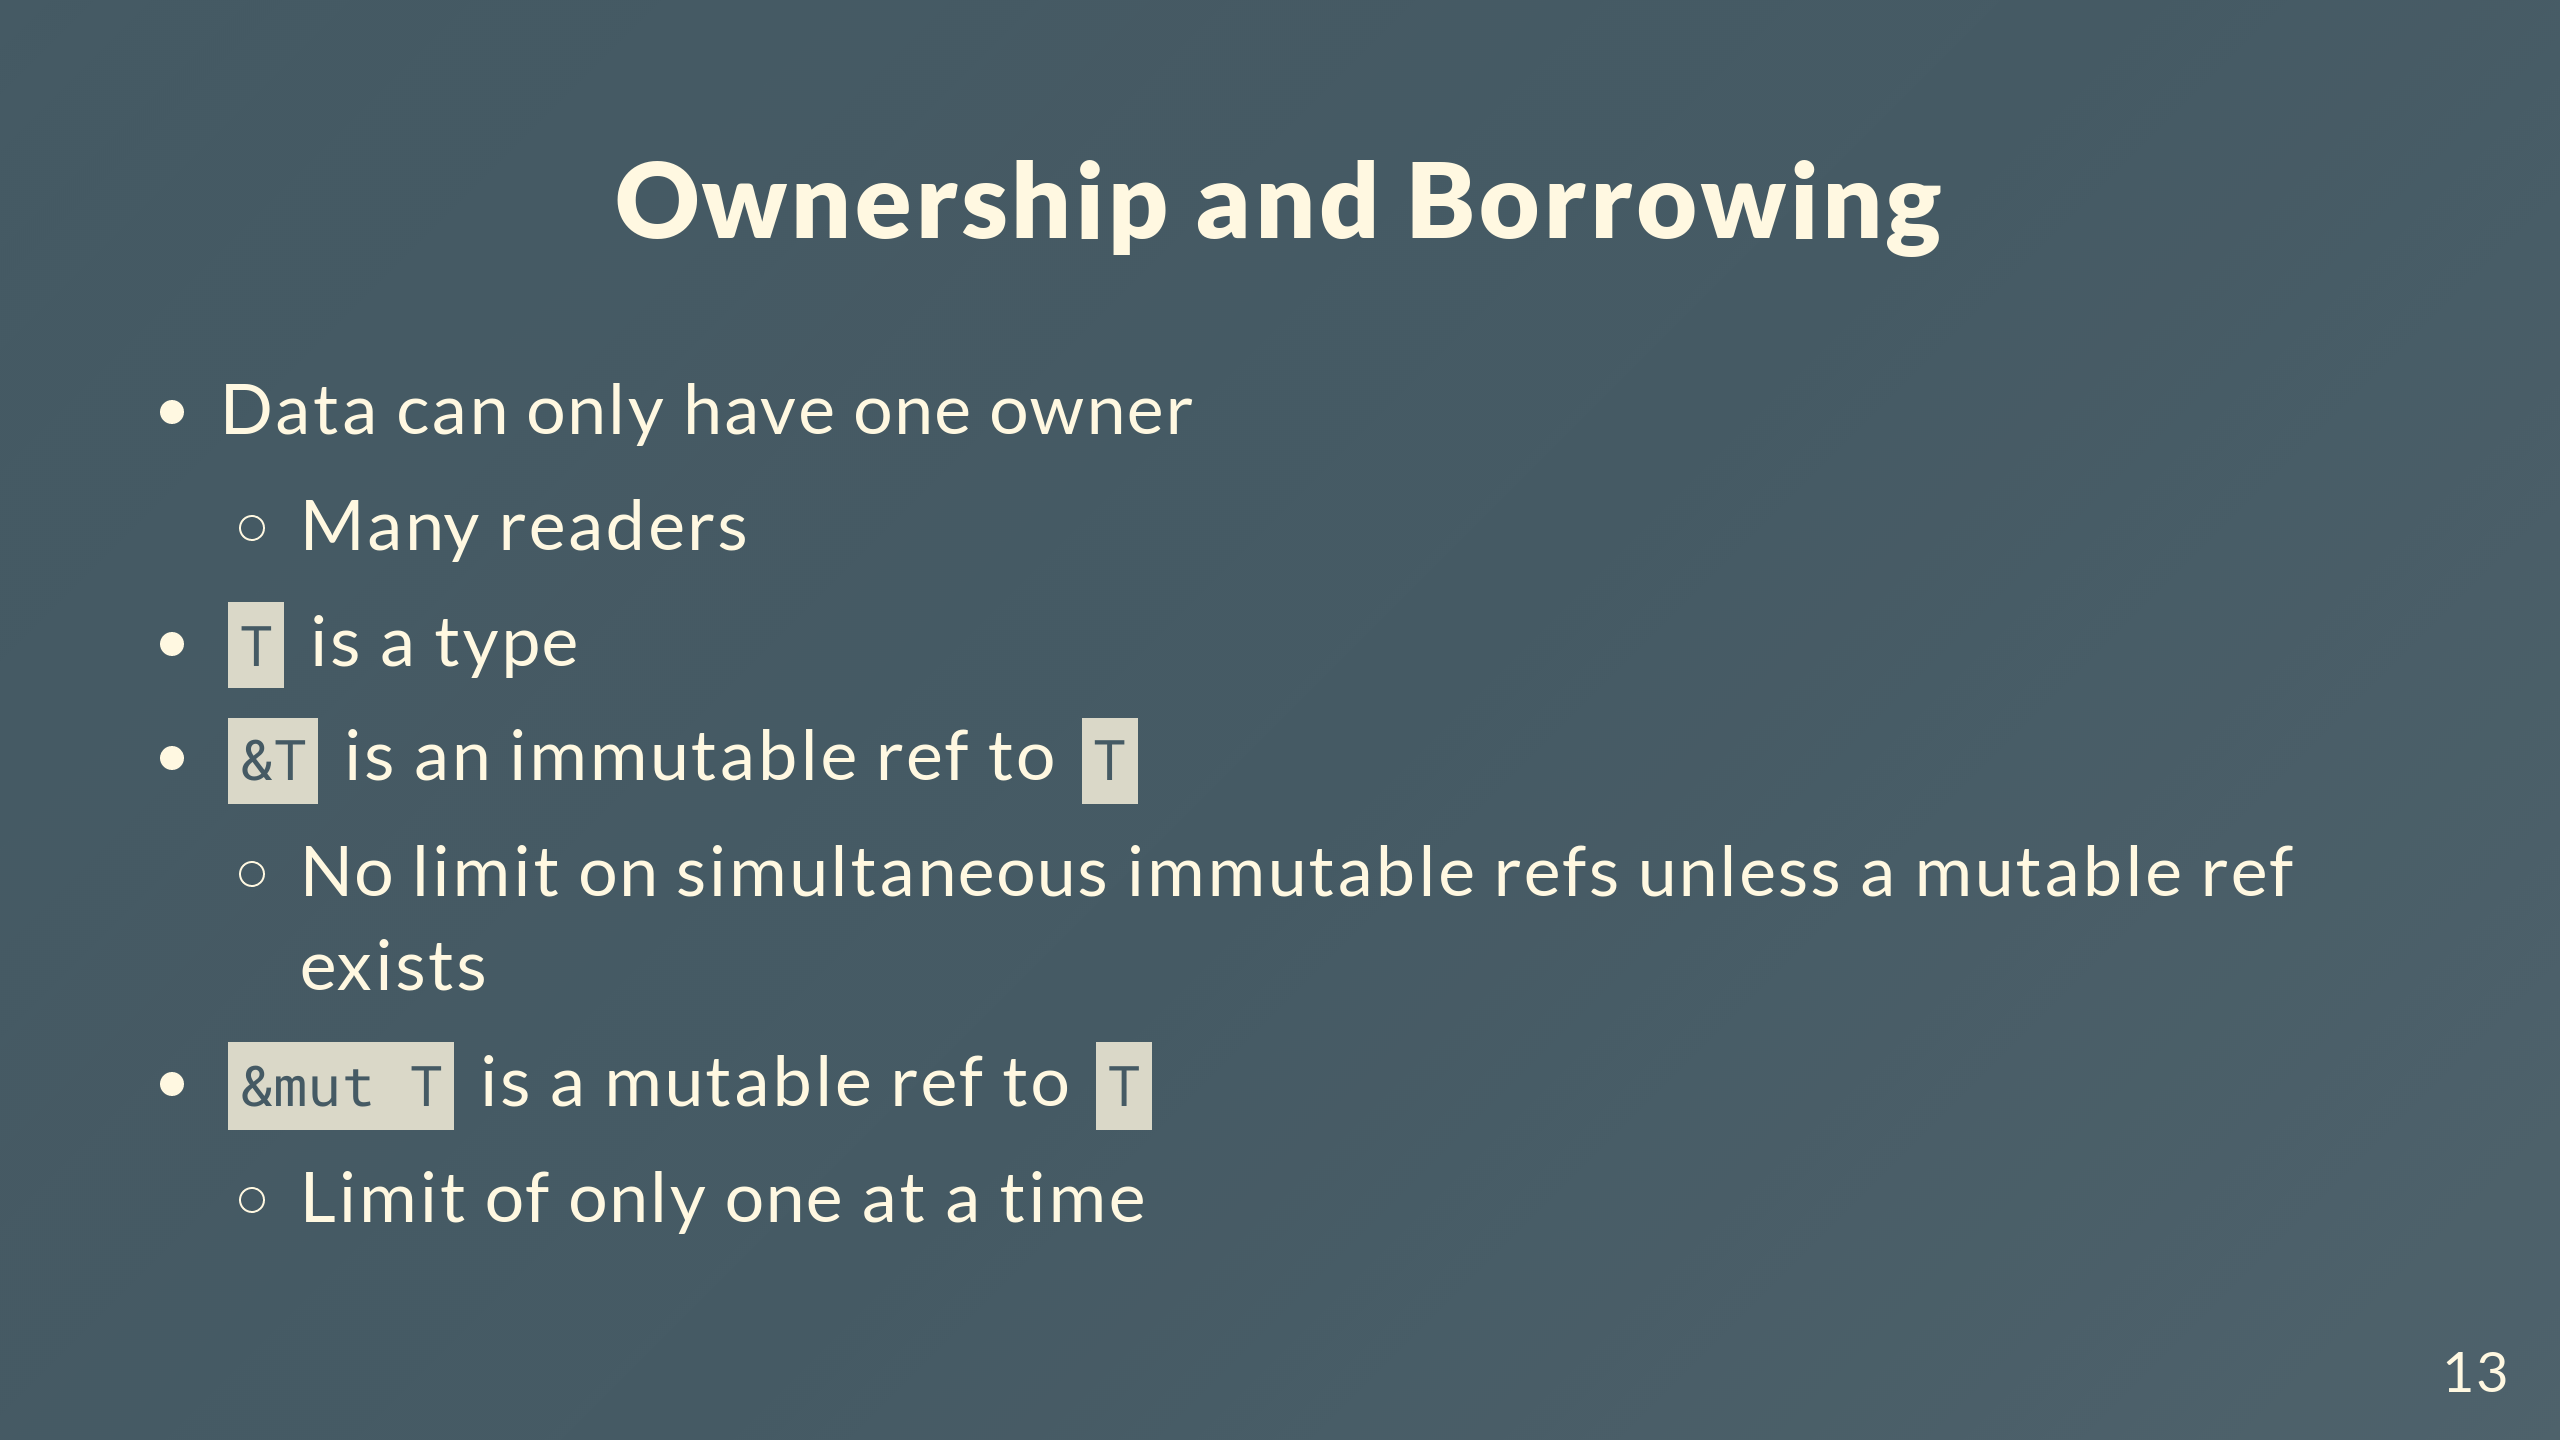 Ownership and Borrowing
• Data can only have one owner
○ Many readers
• T is a type
• &T is an immutable ref to T
○ No limit on simultaneous immutable refs unless a mutable ref
exists
• &mut T is a mutable ref to T
○ Limit of only one at a time
13